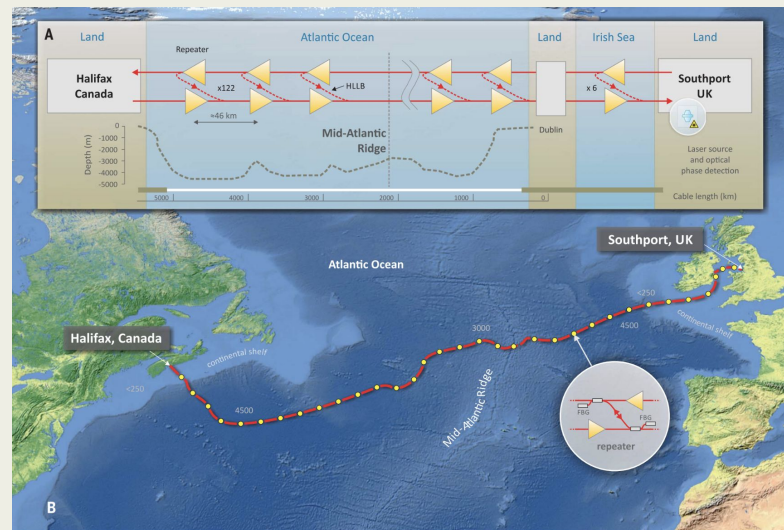 A
Land
Atlantic Ocean
Land
Irish Sea
Land
Repeater
Halifax
Canada
x122
HLLB
≈46 km
x 6
Southport
UK
Mid-Atlantic
Ridge
Dublin
Laser source
and optical
phase detection
Depth (m)
0
-1000
-2000
-3000
-4000
-5000
5000
4000
3000
2000
1000
0
Cable length (km)
Southport, UK
Atlantic Ocean
<250
continental shelf
4500
3000
Halifax, Canada
continental shelf
<250
4500
Mid-Atlantic Ridge
FBG
FBG
repeater
B